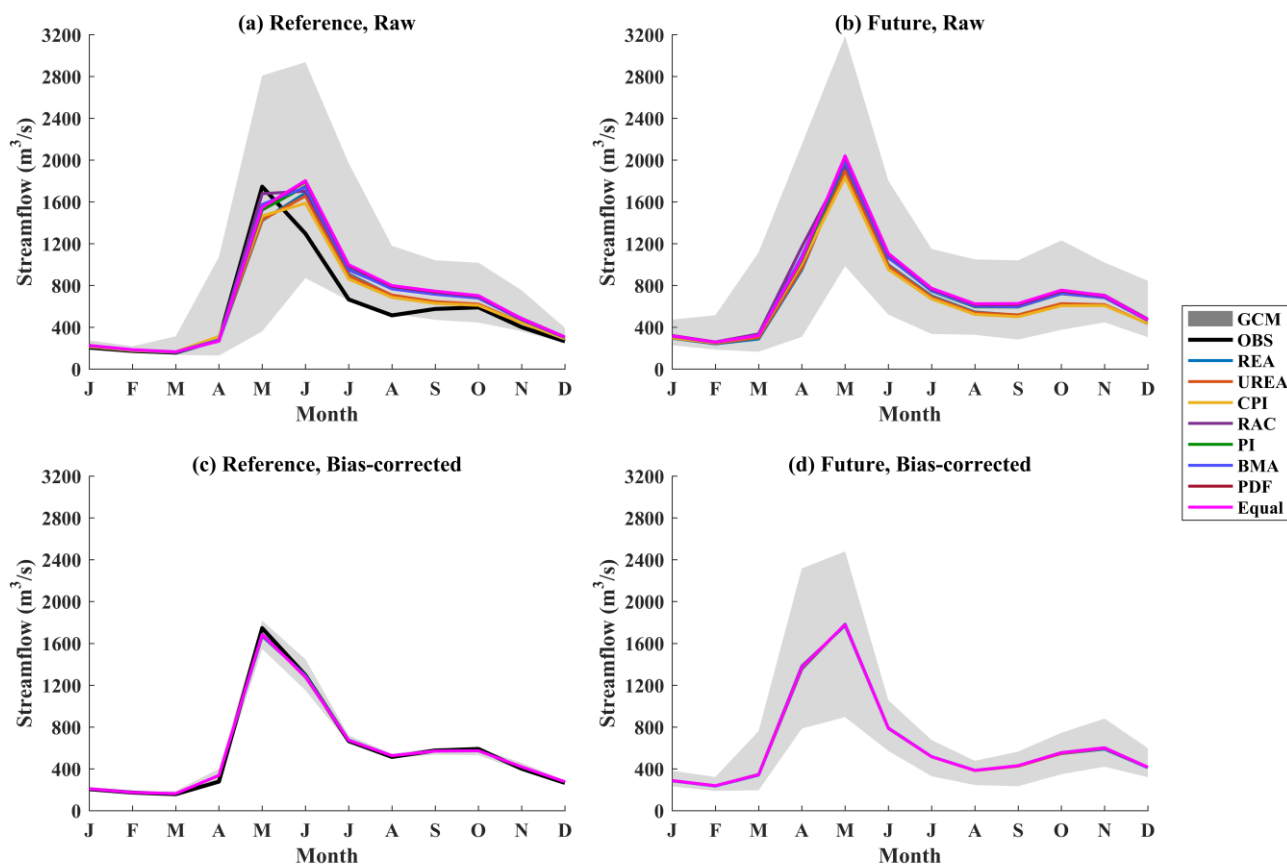 (a) Reference, Raw
3200
2800
2400
2000
1600
1200
800
400
0
Streamflow (m³/s)
J F M A M J J A S O N D
Month
(b) Future, Raw
3200
2800
2400
2000
1600
1200
800
400
0
Streamflow (m³/s)
J F M A M J J A S O N D
Month
GCM
OBS
REA
UREA
CPI
RAC
PI
BMA
PDF
Equal
(c) Reference, Bias-corrected
3200
2800
2400
2000
1600
1200
800
400
0
Streamflow (m³/s)
J F M A M J J A S O N D
Month
(d) Future, Bias-corrected
3200
2800
2400
2000
1600
1200
800
400
0
Streamflow (m³/s)
J F M A M J J A S O N D
Month